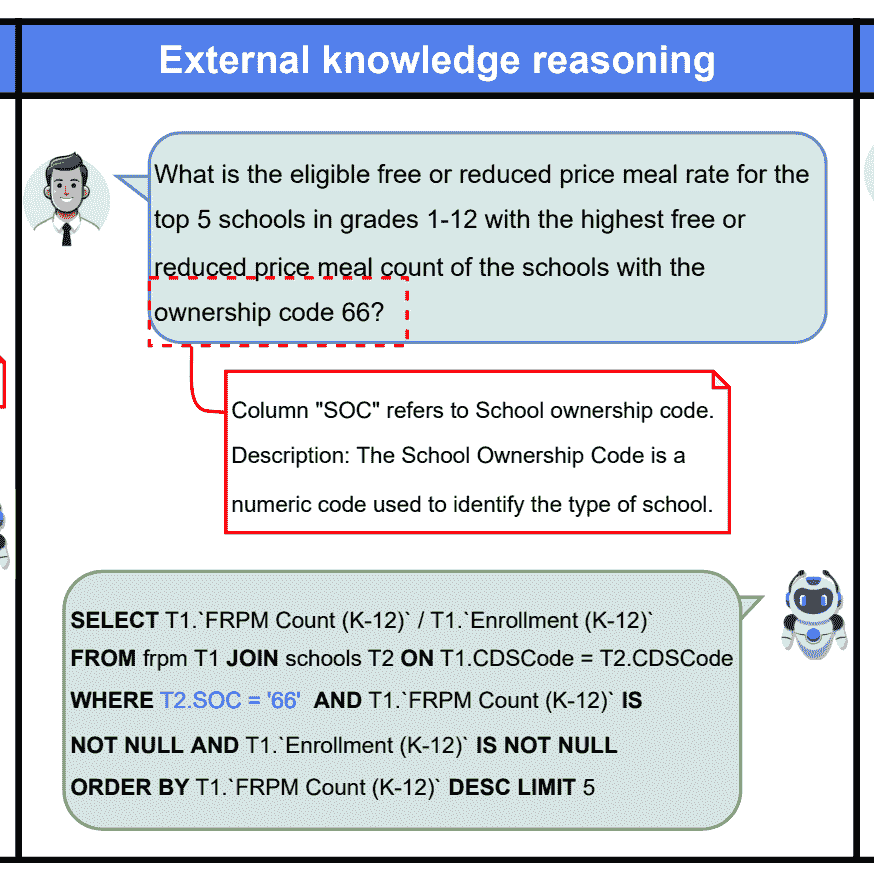 External knowledge reasoning
What is the eligible free or reduced price meal rate for the
top 5 schools in grades 1-12 with the highest free or
reduced price meal count of the schools with the
ownership code 66?
Column "SOC" refers to School ownership code.
Description: The School Ownership Code is a
numeric code used to identify the type of school.
SELECT T1.`FRPM Count (K-12)` / T1.`Enrollment (K-12)`
FROM frpm T1 JOIN schools T2 ON T1.CDSCode = T2.CDSCode
WHERE T2.SOC = '66' AND T1.`FRPM Count (K-12)` IS
NOT NULL AND T1.`Enrollment (K-12)` IS NOT NULL
ORDER BY T1.`FRPM Count (K-12)` DESC LIMIT 5